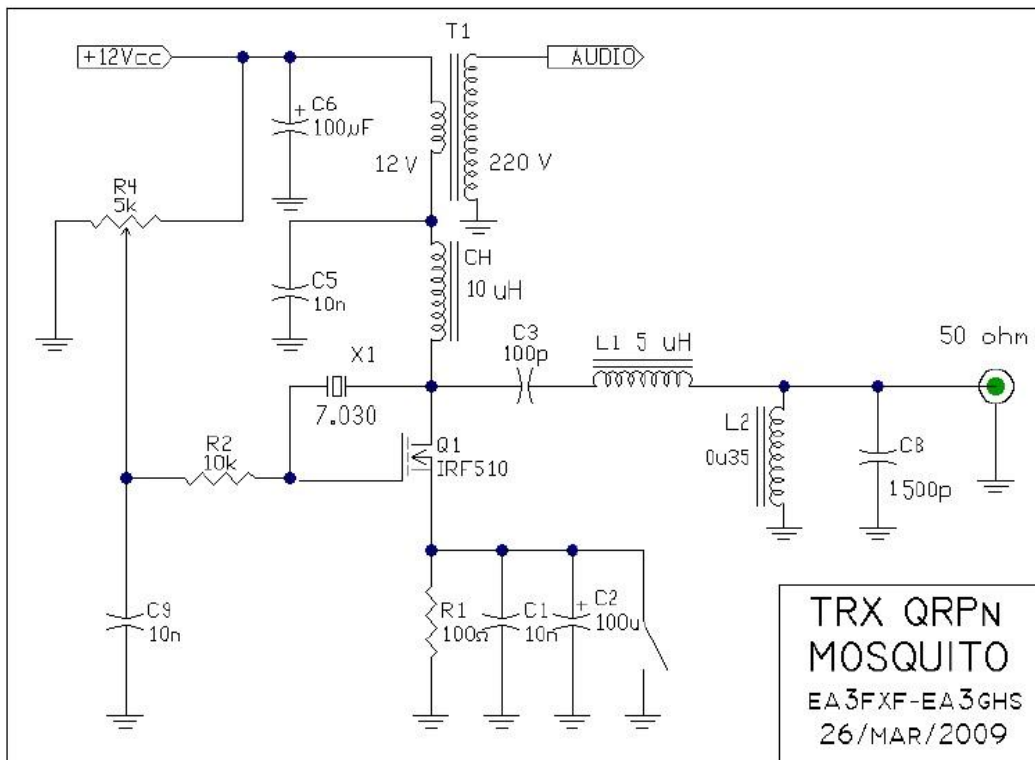 T1
+12Vcc
AUDIO
+ C6
100µF
12 V
220 V
R4
5k
CH
10 uH
C5
10n
C3
100p
L1 5 uH
50 ohm
X1
7.030
L2
0u35
C8
1500p
Q1
IRF510
R2
10k
C9
10n
R1
100Ω
C1
10n
+ C2
100u
TRX QRPN
MOSQUITO
EA3FXF-EA3GHS
26/MAR/2009